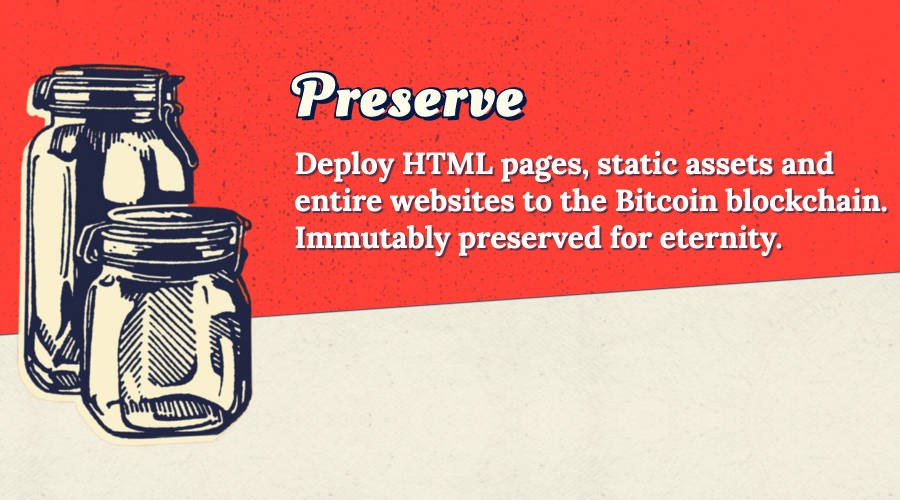 Preserve
Deploy HTML pages, static assets and
entire websites to the Bitcoin blockchain.
Immutably preserved for eternity.